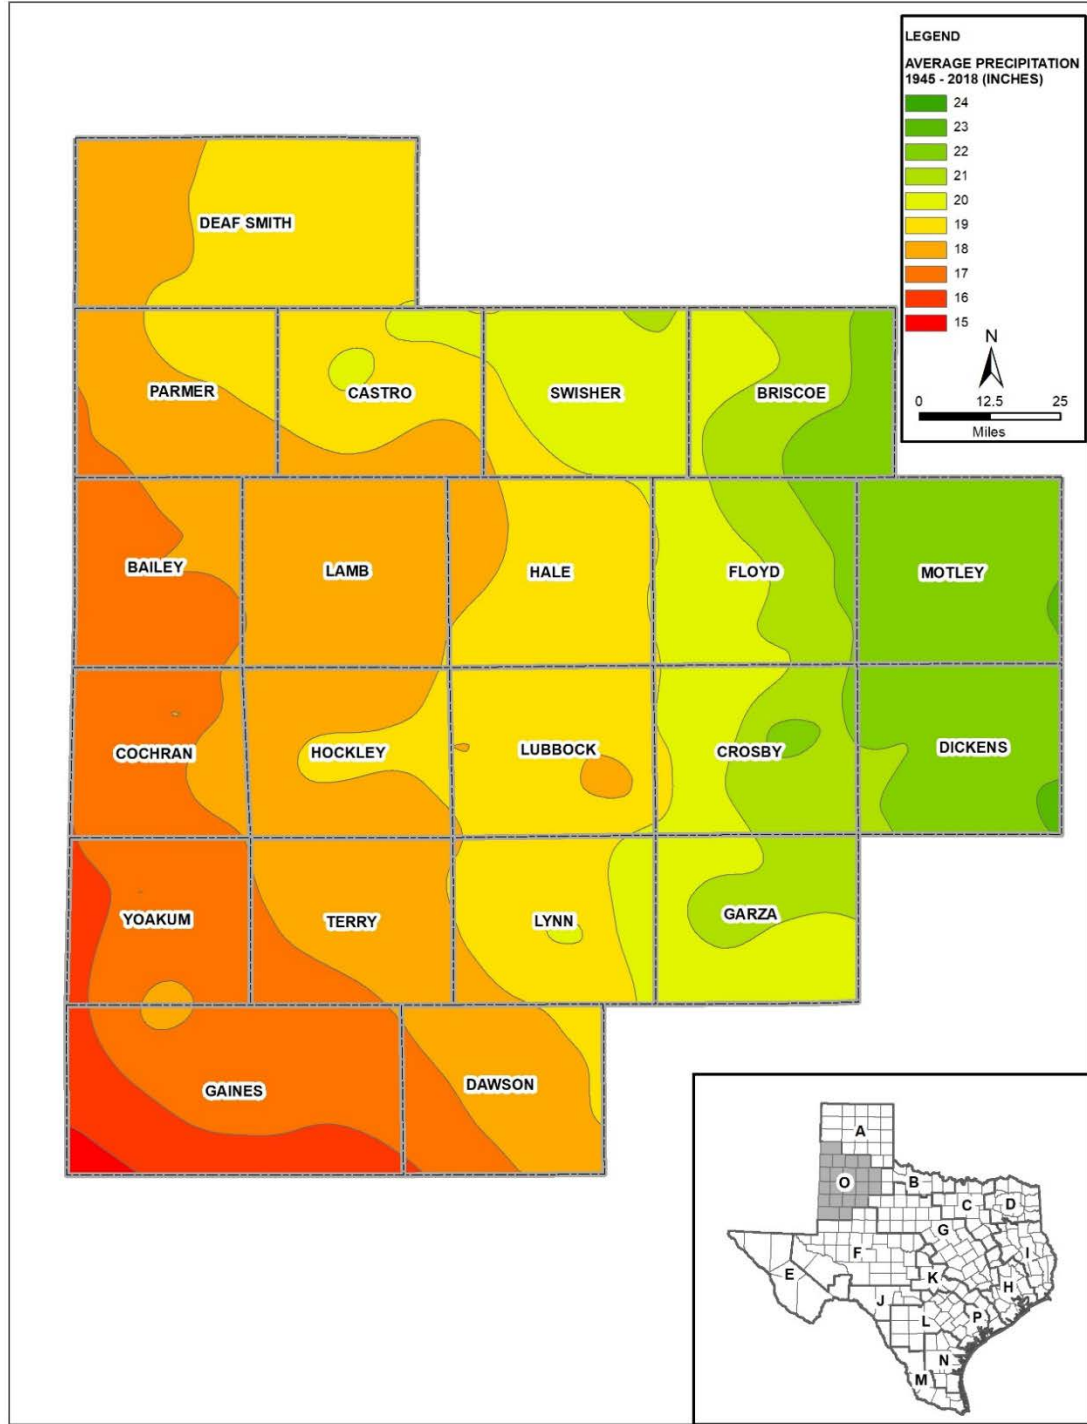 LEGEND
AVERAGE PRECIPITATION
1945 - 2018 (INCHES)
24
23
22
21
20
19
18
17
16
15
N
0 12.5 25
Miles
DEAF SMITH
PARMER
CASTRO
SWISHER
BRISCOE
BAILEY
LAMB
HALE
FLOYD
MOTLEY
COCHRAN
HOCKLEY
LUBBOCK
CROSBY
DICKENS
YOAKUM
TERRY
LYNN
GARZA
GAINES
DAWSON
A
O
B
C
D
G
F
I
E
K
H
J
L
P
N
M